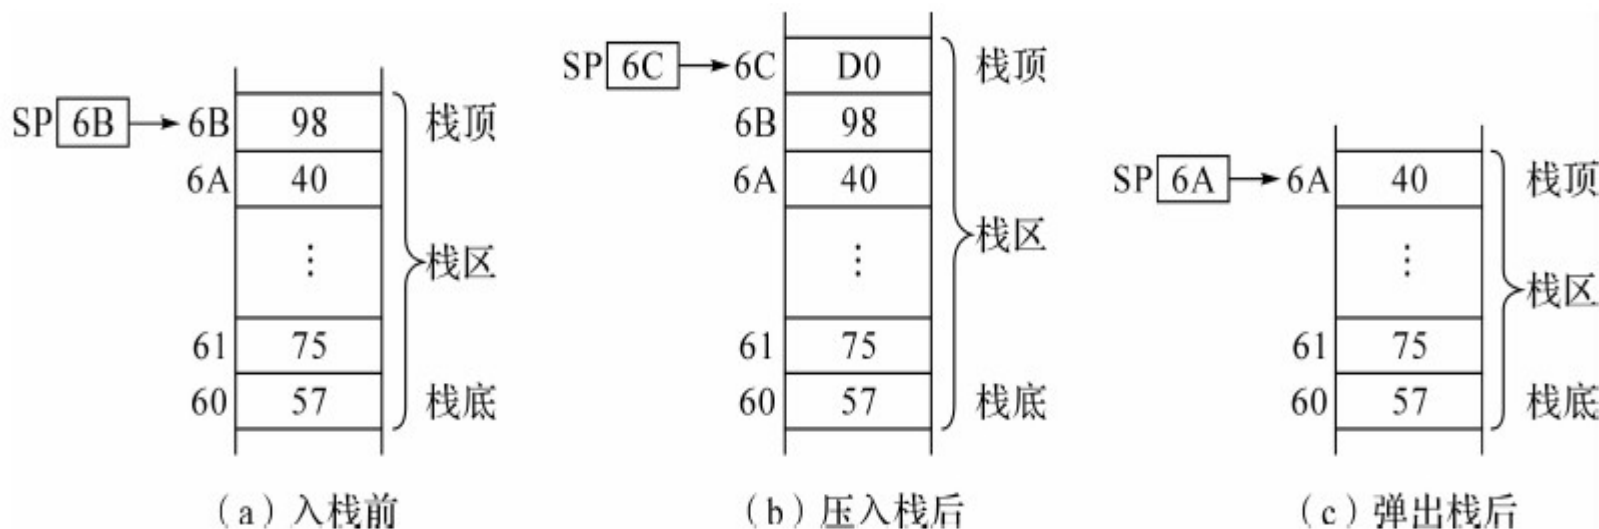 SP 6B 6B 98 栈顶
6A 40
⋮ 栈区
61 75
60 57 栈底
(a)入栈前
SP 6C 6C D0 栈顶
6B 98
6A 40
⋮ 栈区
61 75
60 57 栈底
(b)压入栈后
SP 6A 6A 40 栈顶
⋮ 栈区
61 75
60 57 栈底
(c)弹出栈后